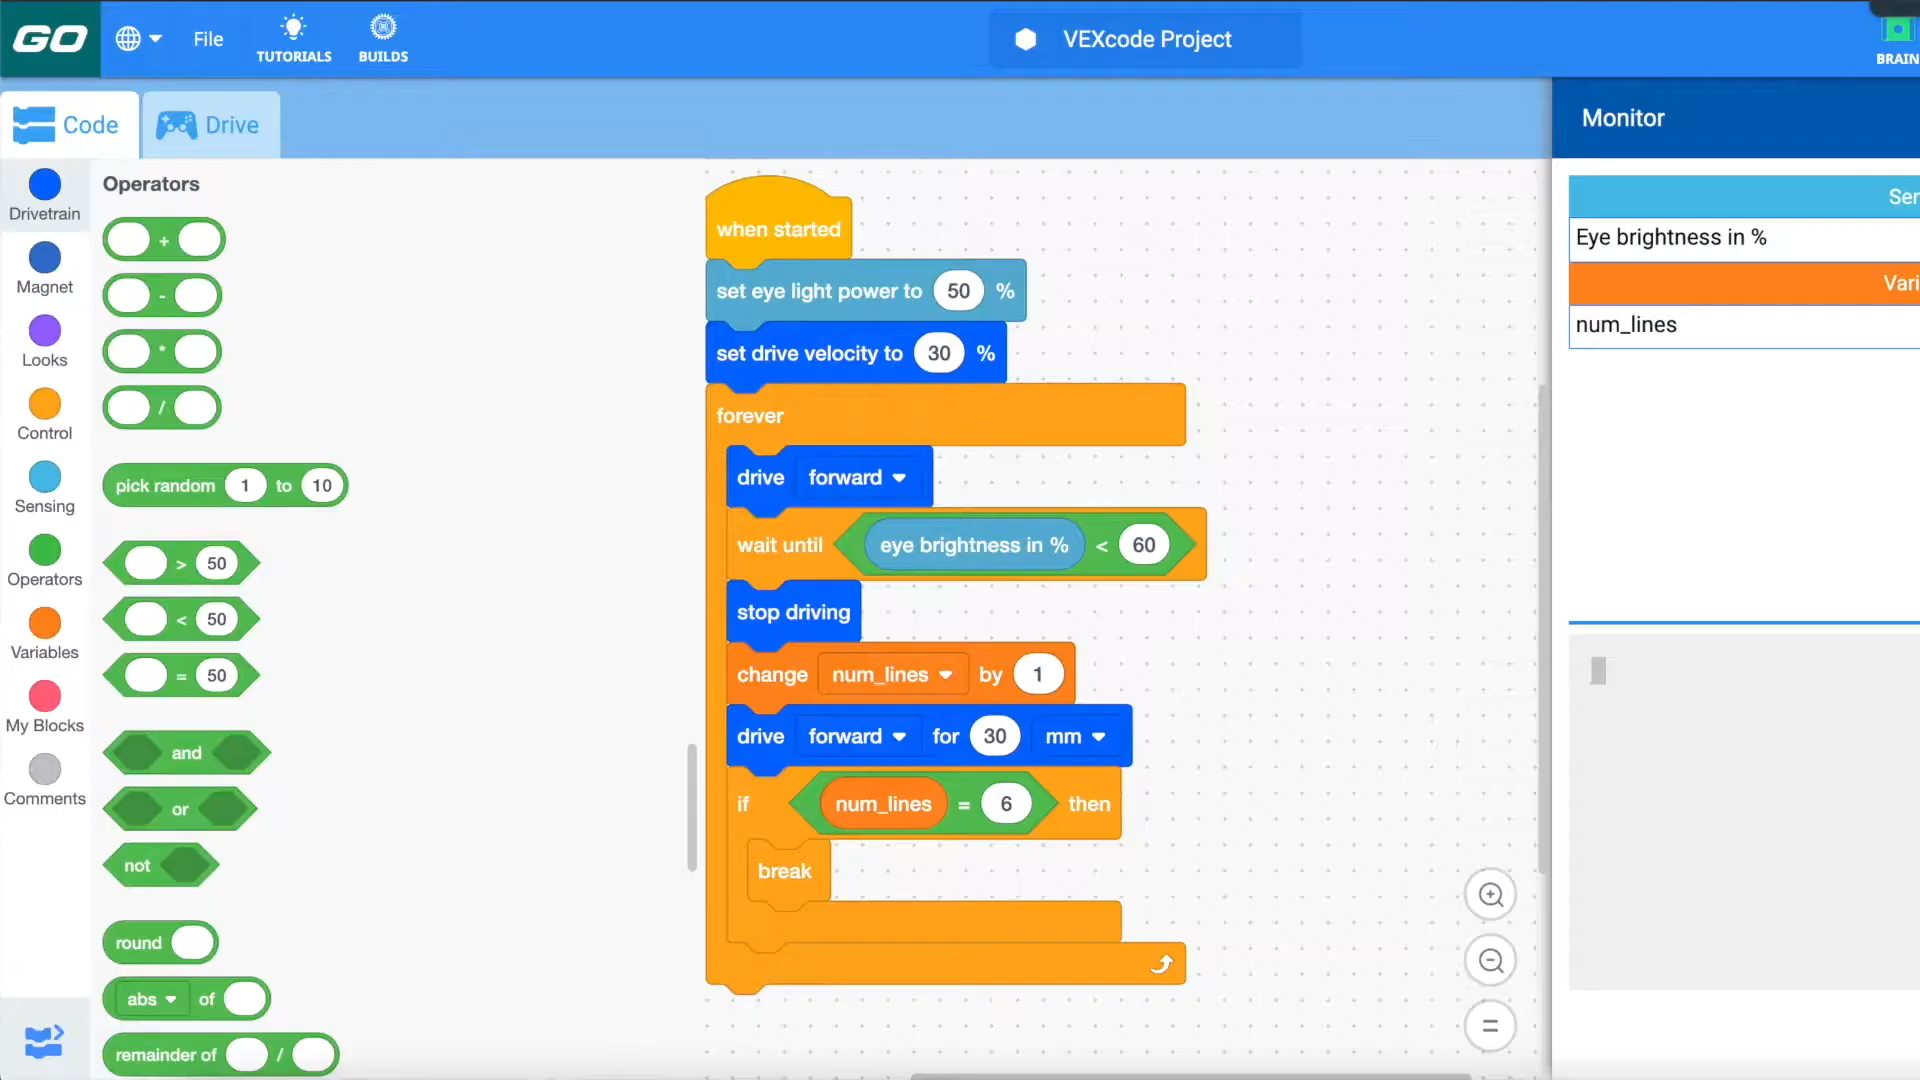 GO
File
TUTORIALS
BUILDS
VEXcode Project
BRAIN
Code
Drive
Monitor
Drivetrain
Magnet
Looks
Control
Sensing
Operators
Variables
My Blocks
Comments
Operators
+
-
*
/
pick random 1 to 10
> 50
< 50
= 50
and
or
not
round
abs of
remainder of /
when started
set eye light power to 50 %
set drive velocity to 30 %
forever
drive forward
wait until eye brightness in % < 60
stop driving
change num_lines by 1
drive forward for 30 mm
if num_lines = 6 then
break
Eye brightness in %
num_lines